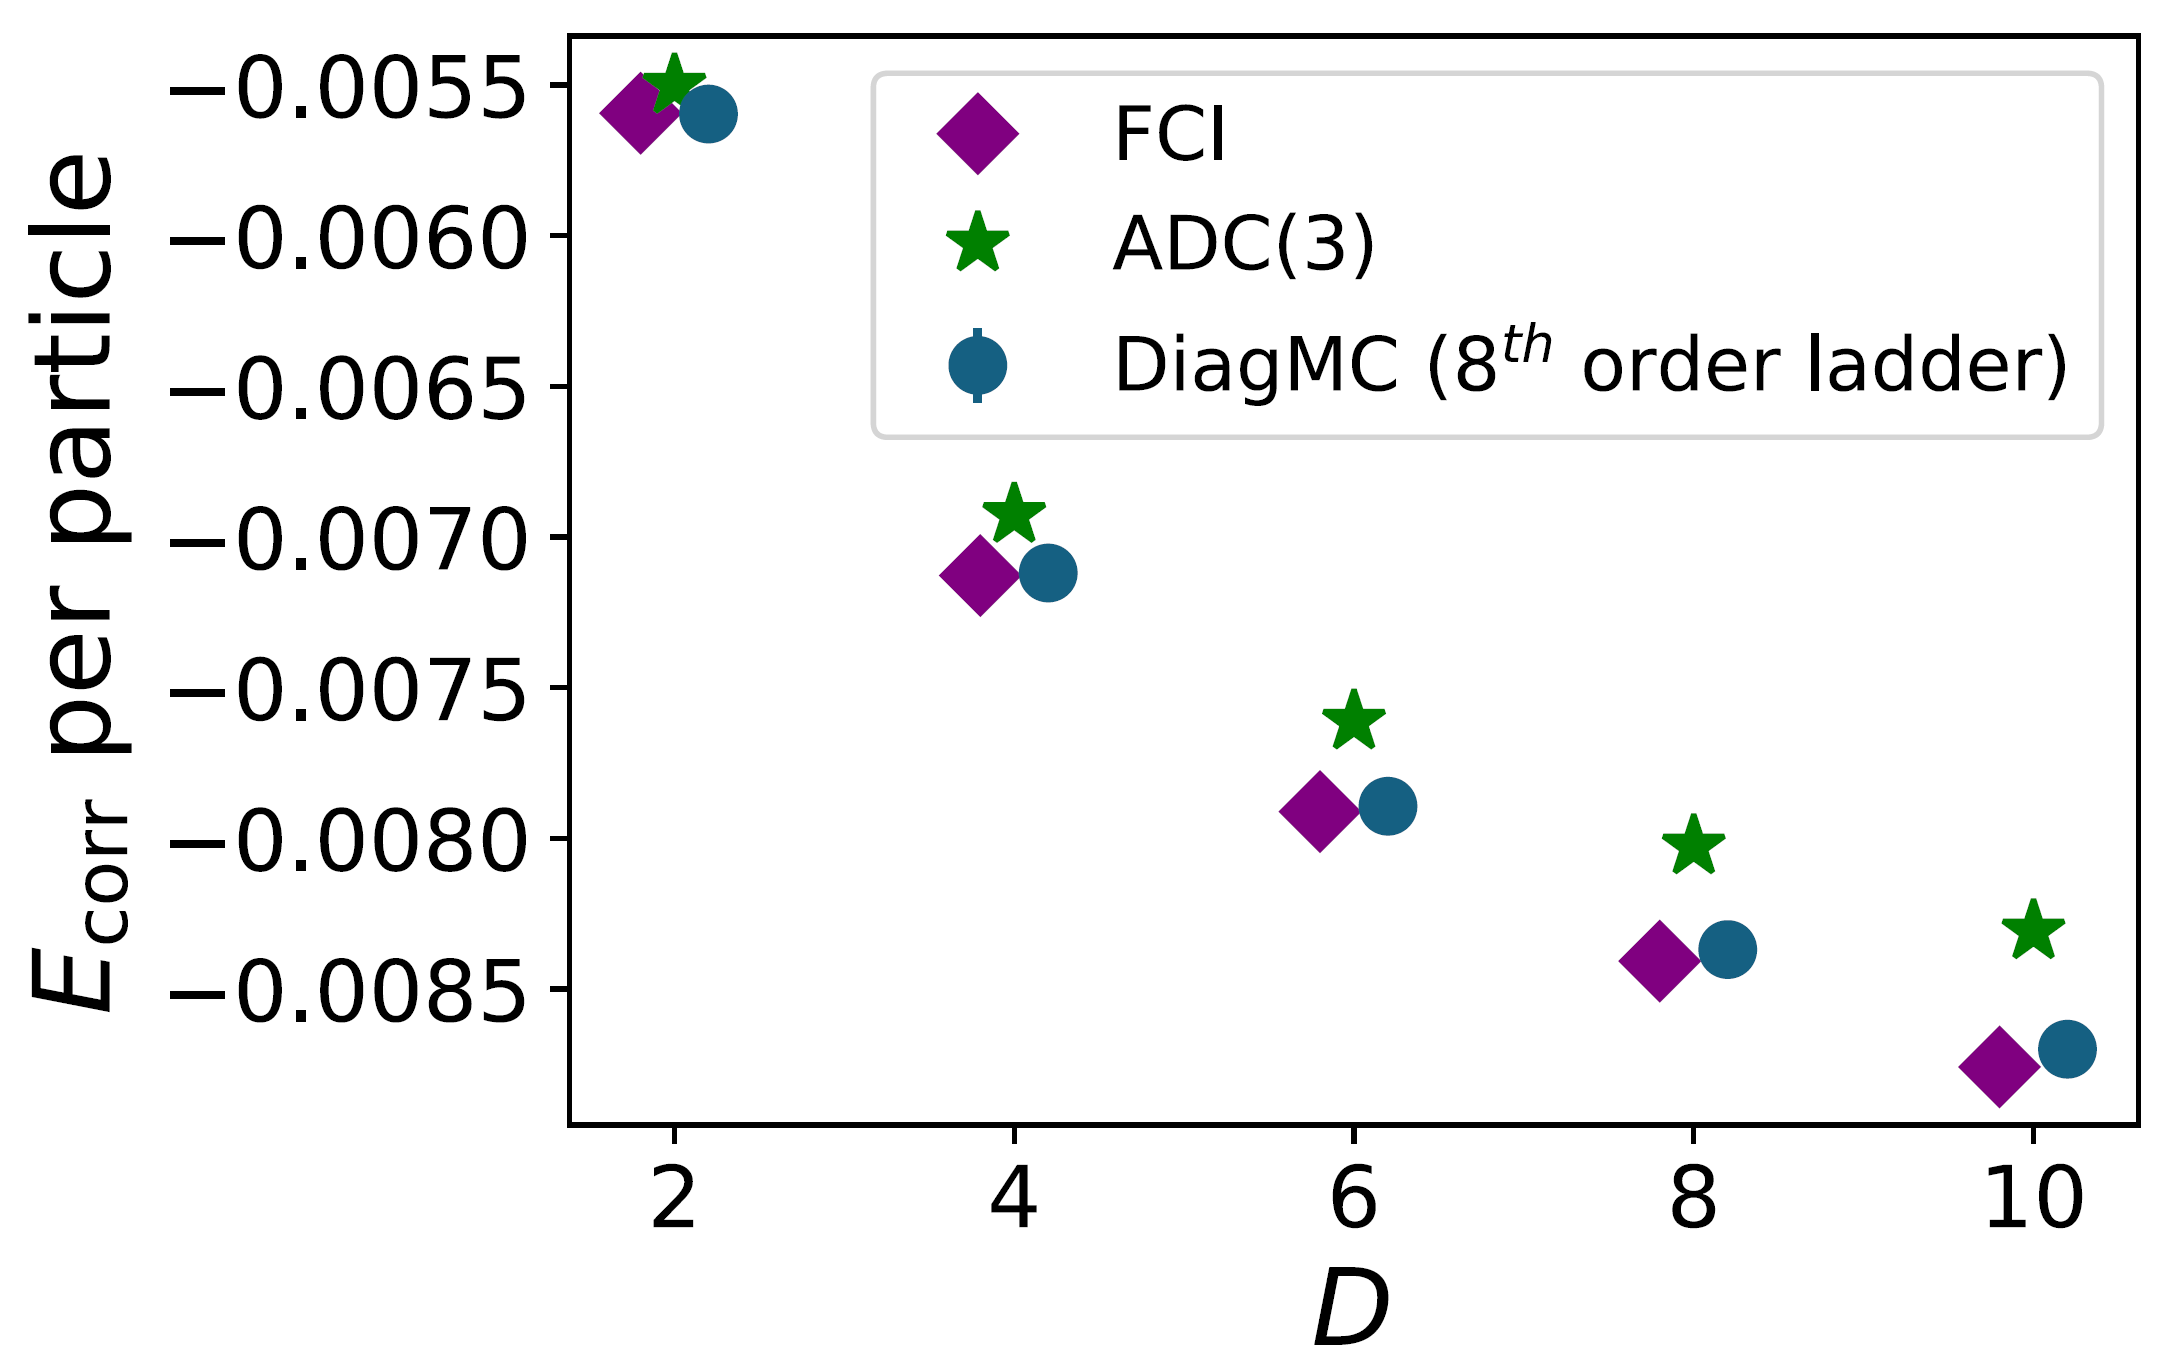 E_corr per particle
−0.0055
−0.0060
−0.0065
−0.0070
−0.0075
−0.0080
−0.0085
FCI
ADC(3)
DiagMC (8^th order ladder)
2 4 6 8 10
D